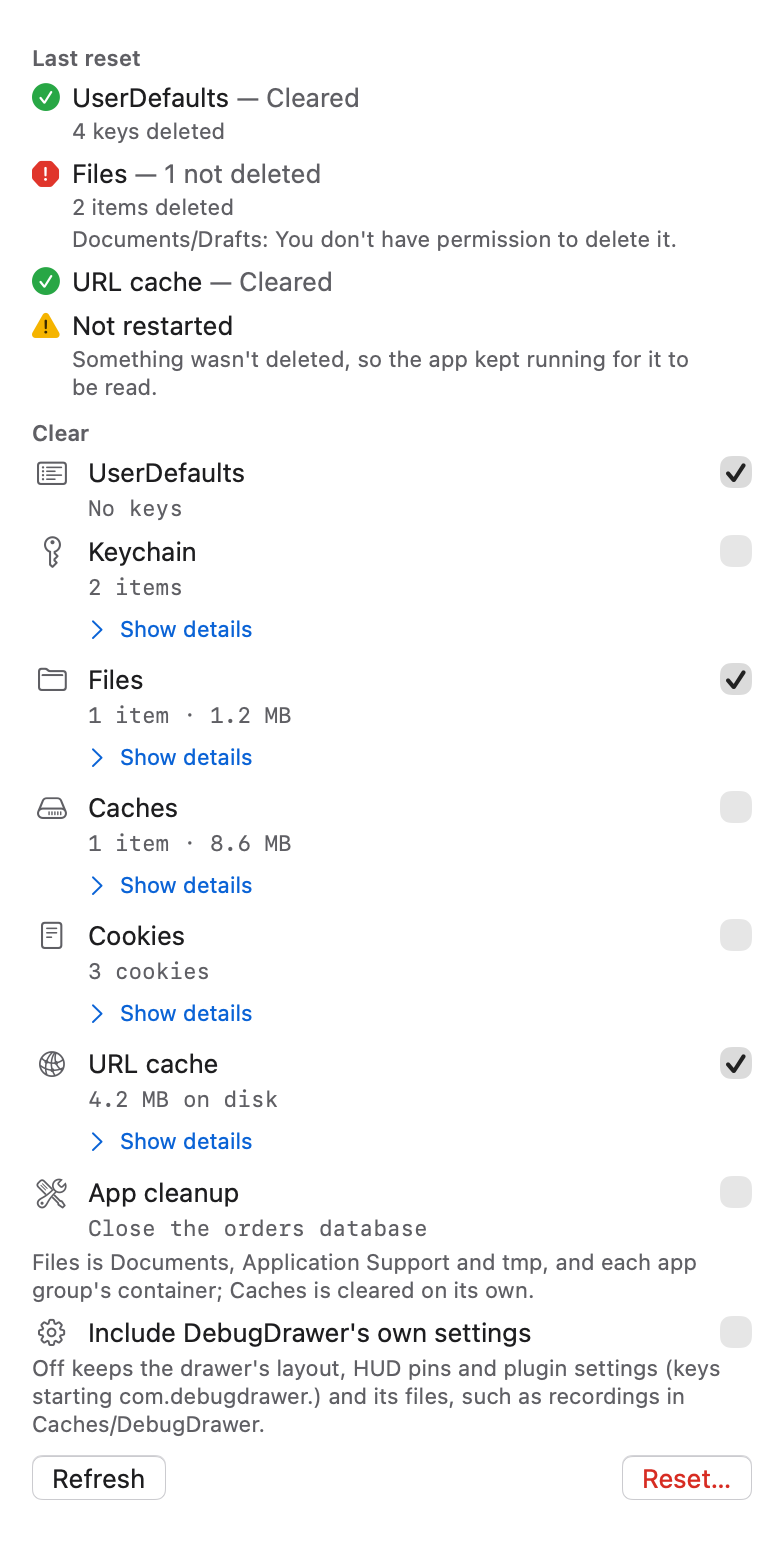 Last reset
UserDefaults — Cleared
4 keys deleted
Files — 1 not deleted
2 items deleted
Documents/Drafts: You don't have permission to delete it.
URL cache — Cleared
Not restarted
Something wasn't deleted, so the app kept running for it to
be read.
Clear
UserDefaults
No keys
Keychain
2 items
Show details
Files
1 item · 1.2 MB
Show details
Caches
1 item · 8.6 MB
Show details
Cookies
3 cookies
Show details
URL cache
4.2 MB on disk
Show details
App cleanup
Close the orders database
Files is Documents, Application Support and tmp, and each app
group's container; Caches is cleared on its own.
Include DebugDrawer's own settings
Off keeps the drawer's layout, HUD pins and plugin settings (keys
starting com.debugdrawer.) and its files, such as recordings in
Caches/DebugDrawer.
Refresh
Reset...